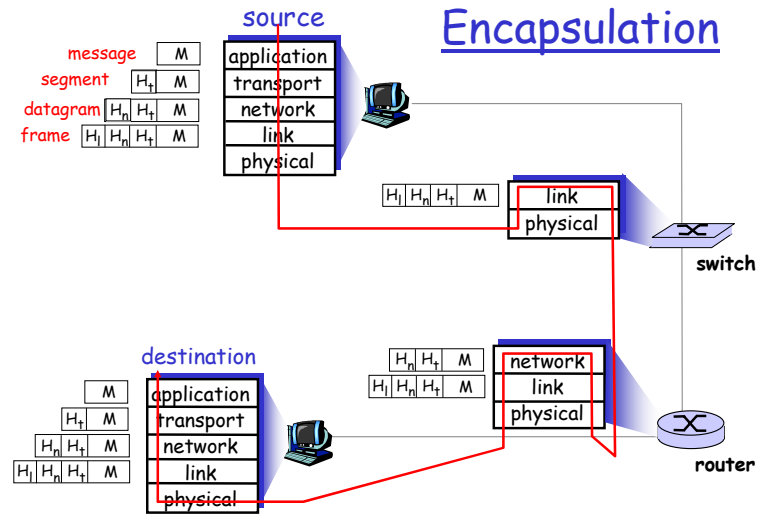 Encapsulation
source
message M
segment Ht M
datagram Hn Ht M
frame Hl Hn Ht M
application
transport
network
link
physical
Hl Hn Ht M
link
physical
switch
destination
M
Ht M
Hn Ht M
Hl Hn Ht M
application
transport
network
link
physical
Hn Ht M
Hl Hn Ht M
network
link
physical
router